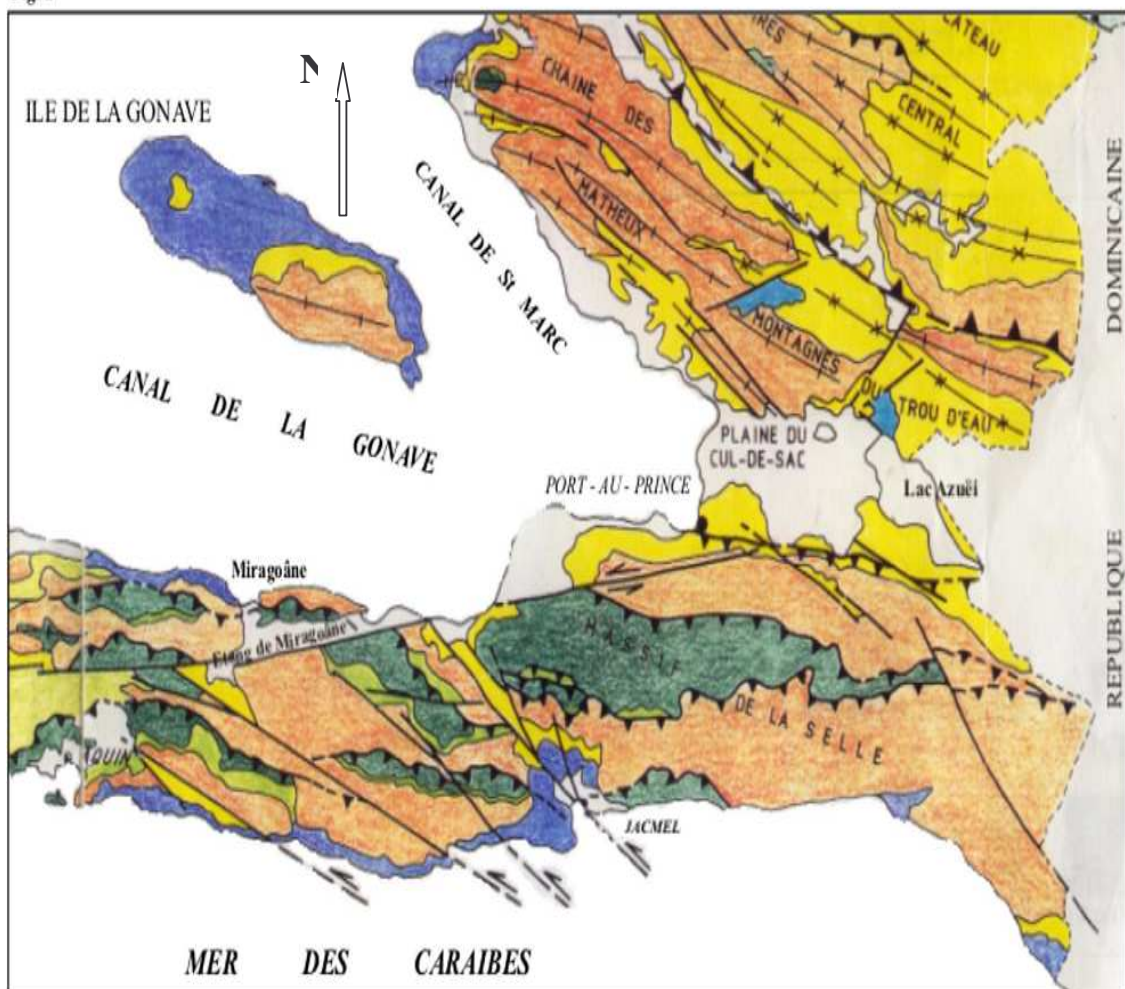 N
ILE DE LA GONAVE
CHAINE DES
MATHEUX
CENTRAL
CANAL DE St MARC
MONTAGNES
DU TROU D'EAU
CANAL DE LA GONAVE
PLAINE DU
CUL-DE-SAC
PORT - AU - PRINCE
Lac Azuëi
DOMINICAINE
REPUBLIQUE
Miragoâne
Etang de Miragoâne
MASSIF
DE LA SELLE
JACMEL
MER DES CARAIBES